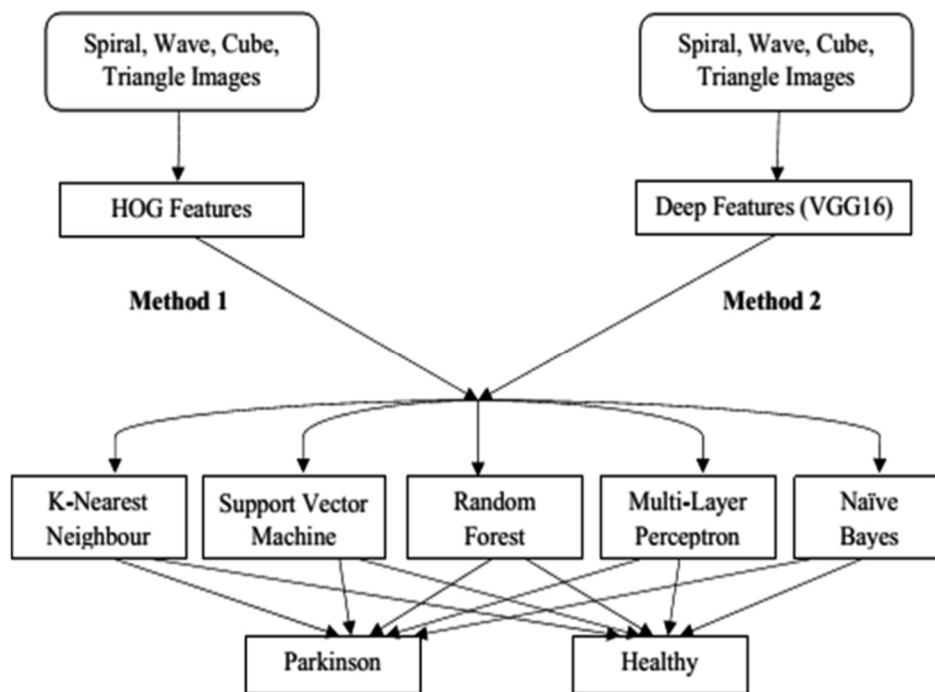 Spiral, Wave, Cube,
Triangle Images
Spiral, Wave, Cube,
Triangle Images
HOG Features
Deep Features (VGG16)
Method 1
Method 2
K-Nearest
Neighbour
Support Vector
Machine
Random
Forest
Multi-Layer
Perceptron
Naïve
Bayes
Parkinson
Healthy